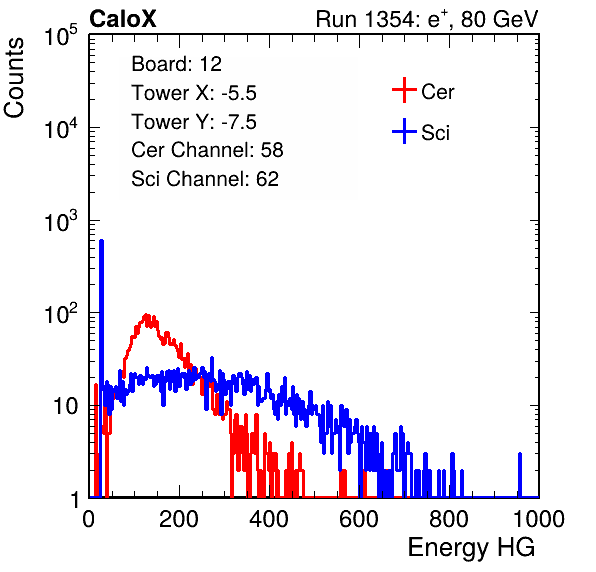 CaloX Run 1354: e⁺, 80 GeV
Counts
10⁵
10⁴
10³
10²
10
1
Board: 12
Tower X: -5.5
Tower Y: -7.5
Cer Channel: 58
Sci Channel: 62
Cer
Sci
0 200 400 600 800 1000
Energy HG